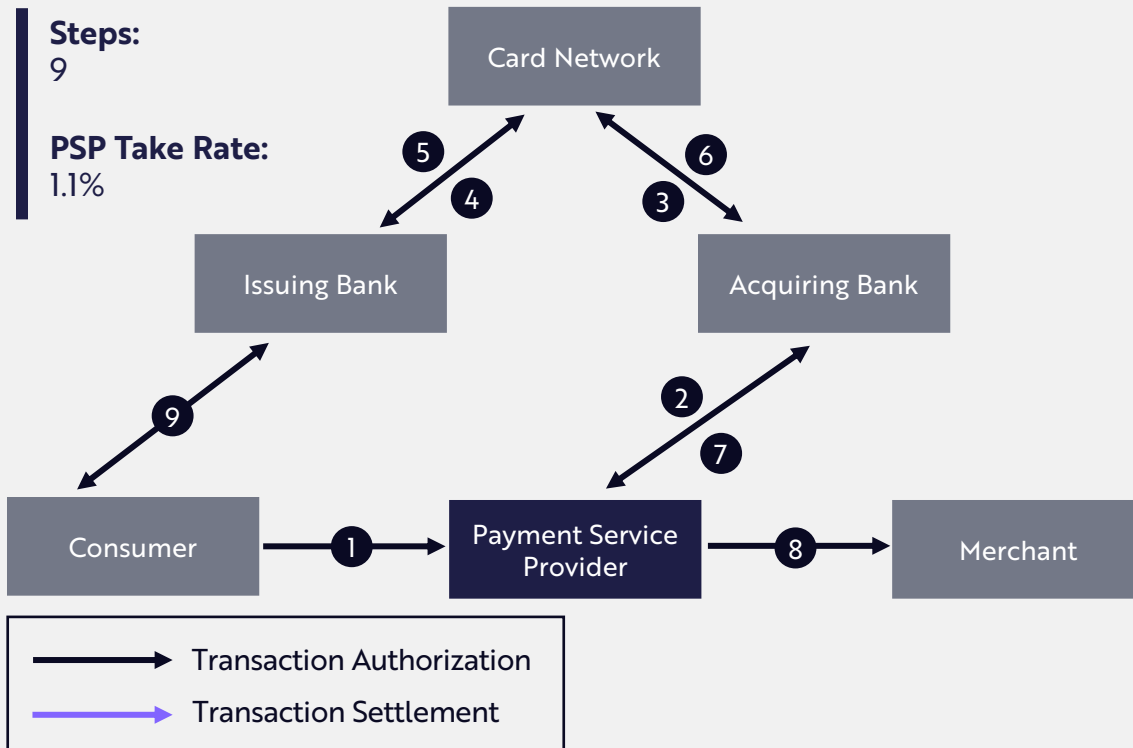 Steps:
9
PSP Take Rate:
1.1%
Card Network
5
4
6
3
Issuing Bank
Acquiring Bank
9
2
7
Consumer
1
Payment Service
Provider
8
Merchant
Transaction Authorization
Transaction Settlement